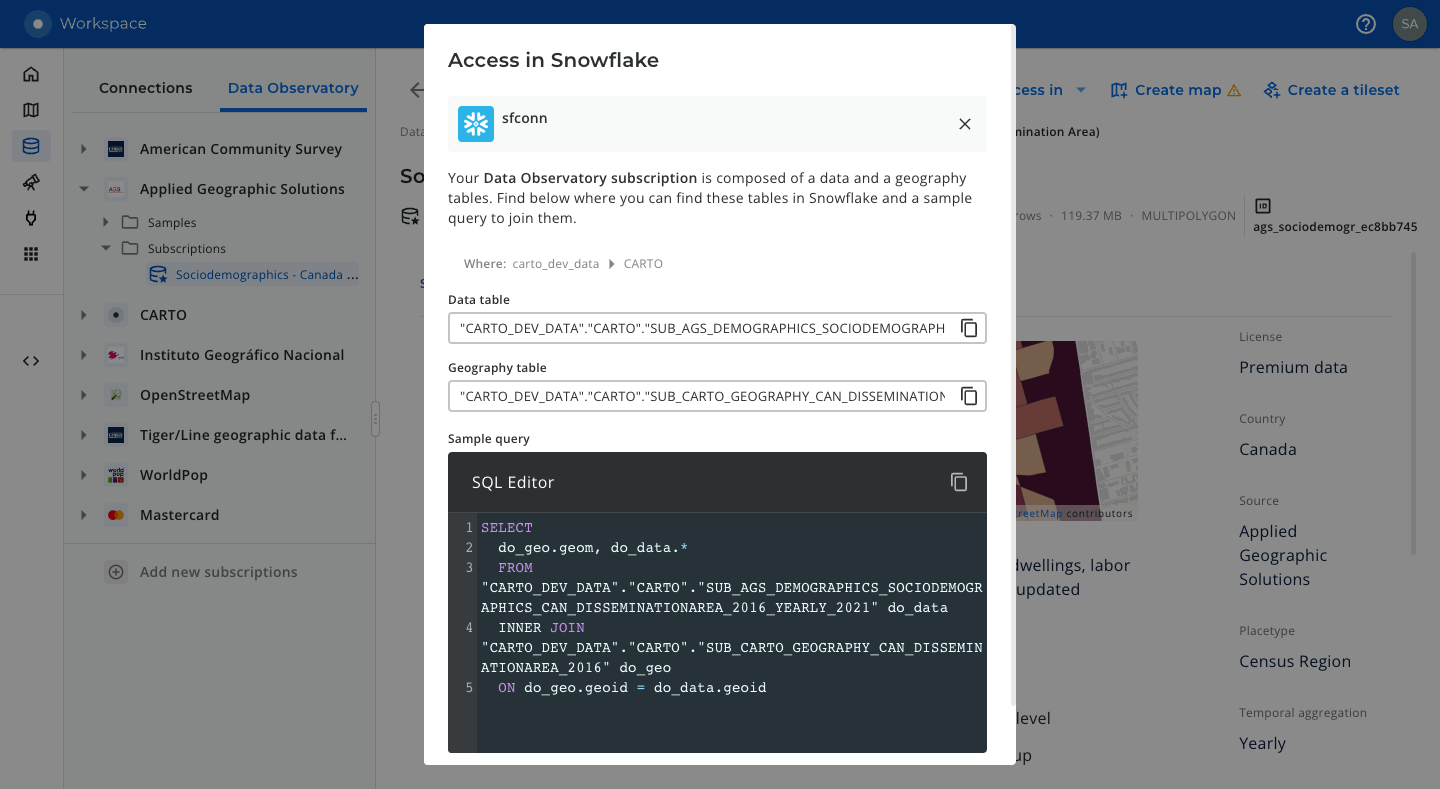 Workspace
SA
Connections
Data Observatory
American Community Survey
Applied Geographic Solutions
Samples
Subscriptions
Sociodemographics - Canada ...
CARTO
Instituto Geográfico Nacional
OpenStreetMap
Tiger/Line geographic data f...
WorldPop
Mastercard
Add new subscriptions
Access in Snowflake
sfconn
Your Data Observatory subscription is composed of a data and a geography
tables. Find below where you can find these tables in Snowflake and a sample
query to join them.
Where: carto_dev_data CARTO
Data table
"CARTO_DEV_DATA"."CARTO"."SUB_AGS_DEMOGRAPHICS_SOCIODEMOGRAPH
Geography table
"CARTO_DEV_DATA"."CARTO"."SUB_CARTO_GEOGRAPHY_CAN_DISSEMINATION
Sample query
SQL Editor
1 SELECT
2 do_geo.geom, do_data.*
3 FROM
"CARTO_DEV_DATA"."CARTO"."SUB_AGS_DEMOGRAPHICS_SOCIODEMOGR
APHICS_CAN_DISSEMINATIONAREA_2016_YEARLY_2021" do_data
4 INNER JOIN
"CARTO_DEV_DATA"."CARTO"."SUB_CARTO_GEOGRAPHY_CAN_DISSEMIN
ATIONAREA_2016" do_geo
5 ON do_geo.geoid = do_data.geoid
cess in
Create map
Create a tileset
Data
mination Area)
So
rows · 119.37 MB · MULTIPOLYGON
ID
ags_sociodemogr_ec8bb745
reetMap contributors
dwellings, labor
updated
level
up
License
Premium data
Country
Canada
Source
Applied
Geographic
Solutions
Placetype
Census Region
Temporal aggregation
Yearly